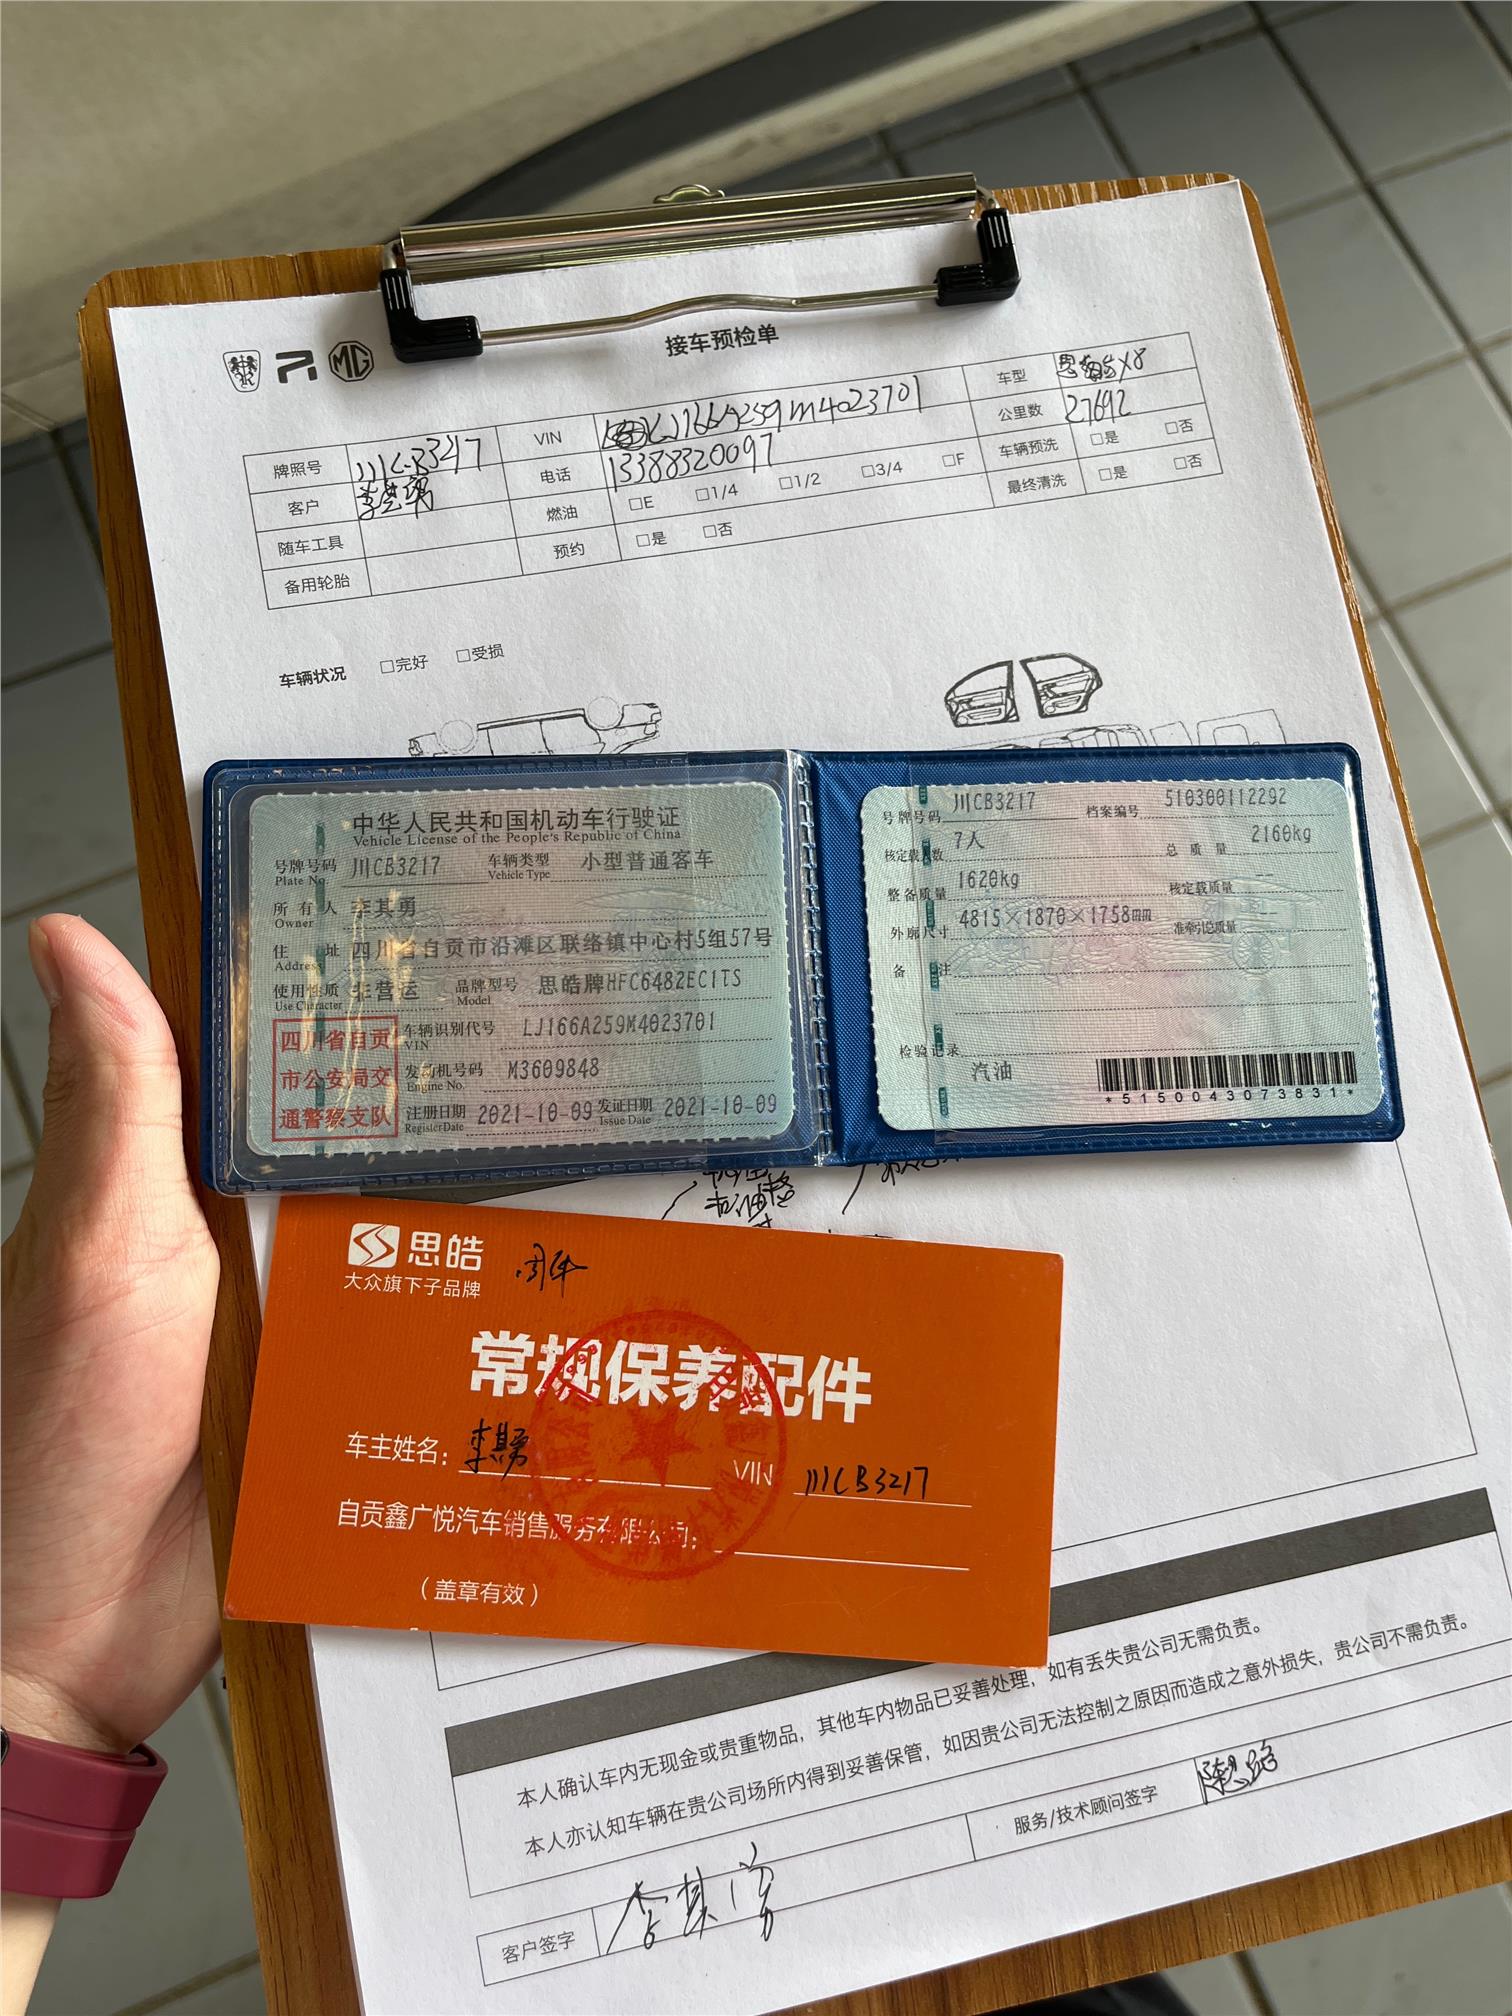 MG
接车预检单
牌照号 VIN LJ166A259M4023701 车型 思皓X8
客户 电话 13388320097 公里数 27692
随车工具 燃油 □E □1/4 □1/2 □3/4 □F 车辆预洗 □是 □否
备用轮胎 预约 □是 □否 最终清洗 □是 □否
车辆状况 □完好 □受损
中华人民共和国机动车行驶证
Vehicle License of the People's Republic of China
号牌号码 川CB3217 车辆类型 小型普通客车
Plate No. Vehicle Type
所有人 李其勇
Owner
住址 四川省自贡市沿滩区联络镇中心村5组57号
Address
使用性质 非营运 品牌型号 思皓牌HFC6482EC1TS
Use Character Model
四川省自贡
市公安局交
通警察支队
车辆识别代号 LJ166A259M4023701
VIN
发动机号码 M3609848
Engine No.
注册日期 2021-10-09 发证日期 2021-10-09
Register Date Issue Date
号牌号码 川CB3217 档案编号 510300112292
核定载人数 7人 总质量 2160kg
整备质量 1620kg 核定载质量 --
外廓尺寸 4815×1870×1758mm 准牵引总质量 --
备注
检验记录
汽油
*5150043073831*
思皓
大众旗下子品牌
常规保养配件
车主姓名: 李其勇 VIN 川CB3217
自贡鑫广悦汽车销售服务有限公司:
(盖章有效)
本人确认车内无现金或贵重物品,其他车内物品已妥善处理,如有丢失贵公司无需负责。
本人亦认知车辆在贵公司场所内得到妥善保管,如因贵公司无法控制之原因而造成之意外损失,贵公司不需负责。
客户签字 李其勇 服务/技术顾问签字